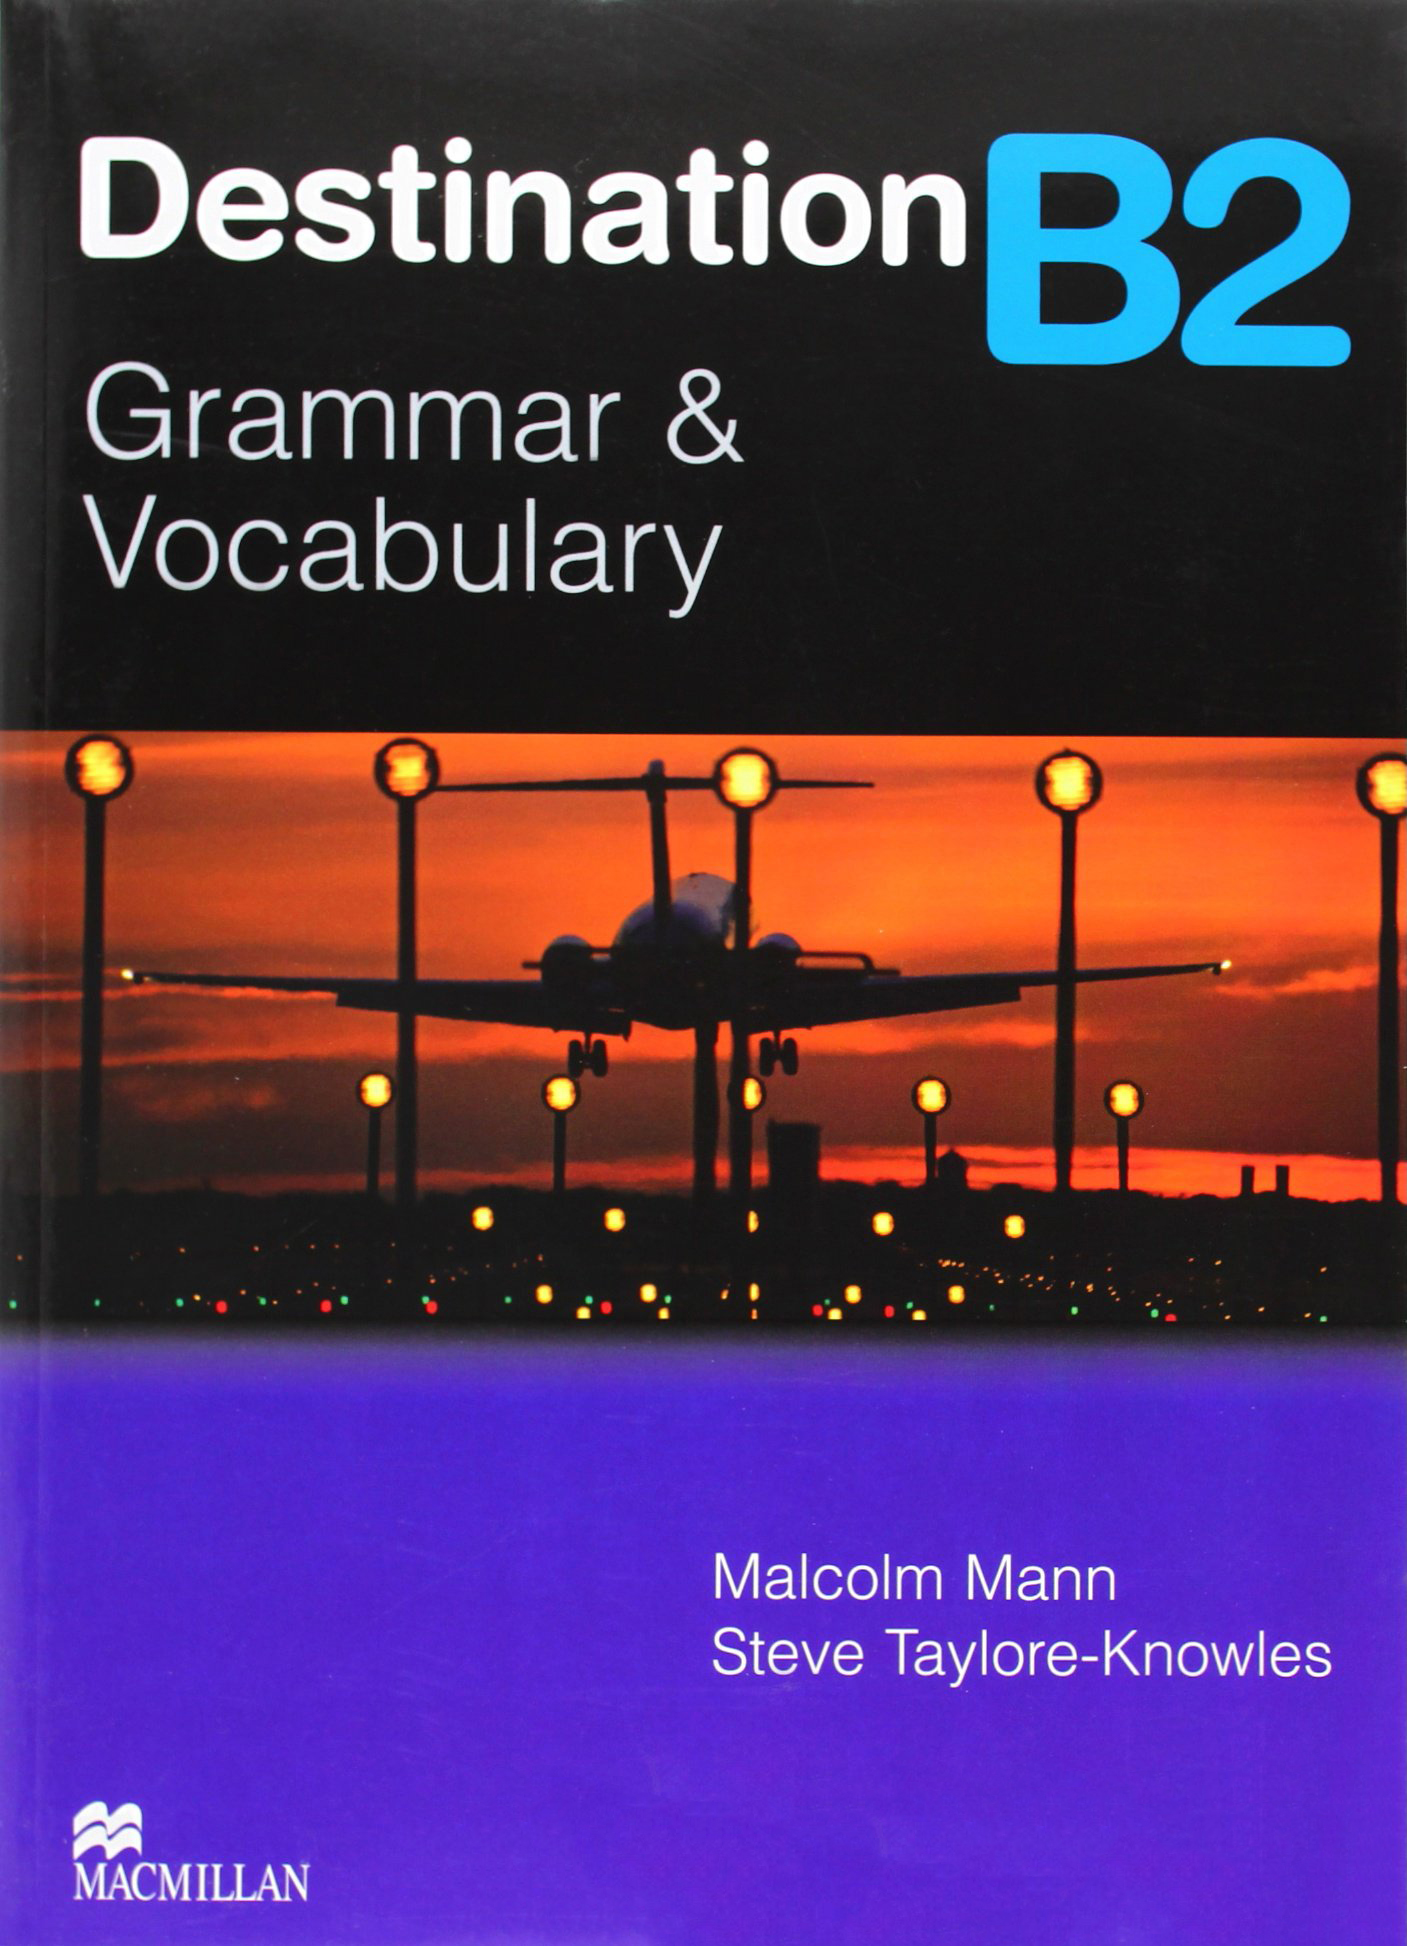 Destination B2
Grammar &
Vocabulary
Malcolm Mann
Steve Taylore-Knowles
MACMILLAN